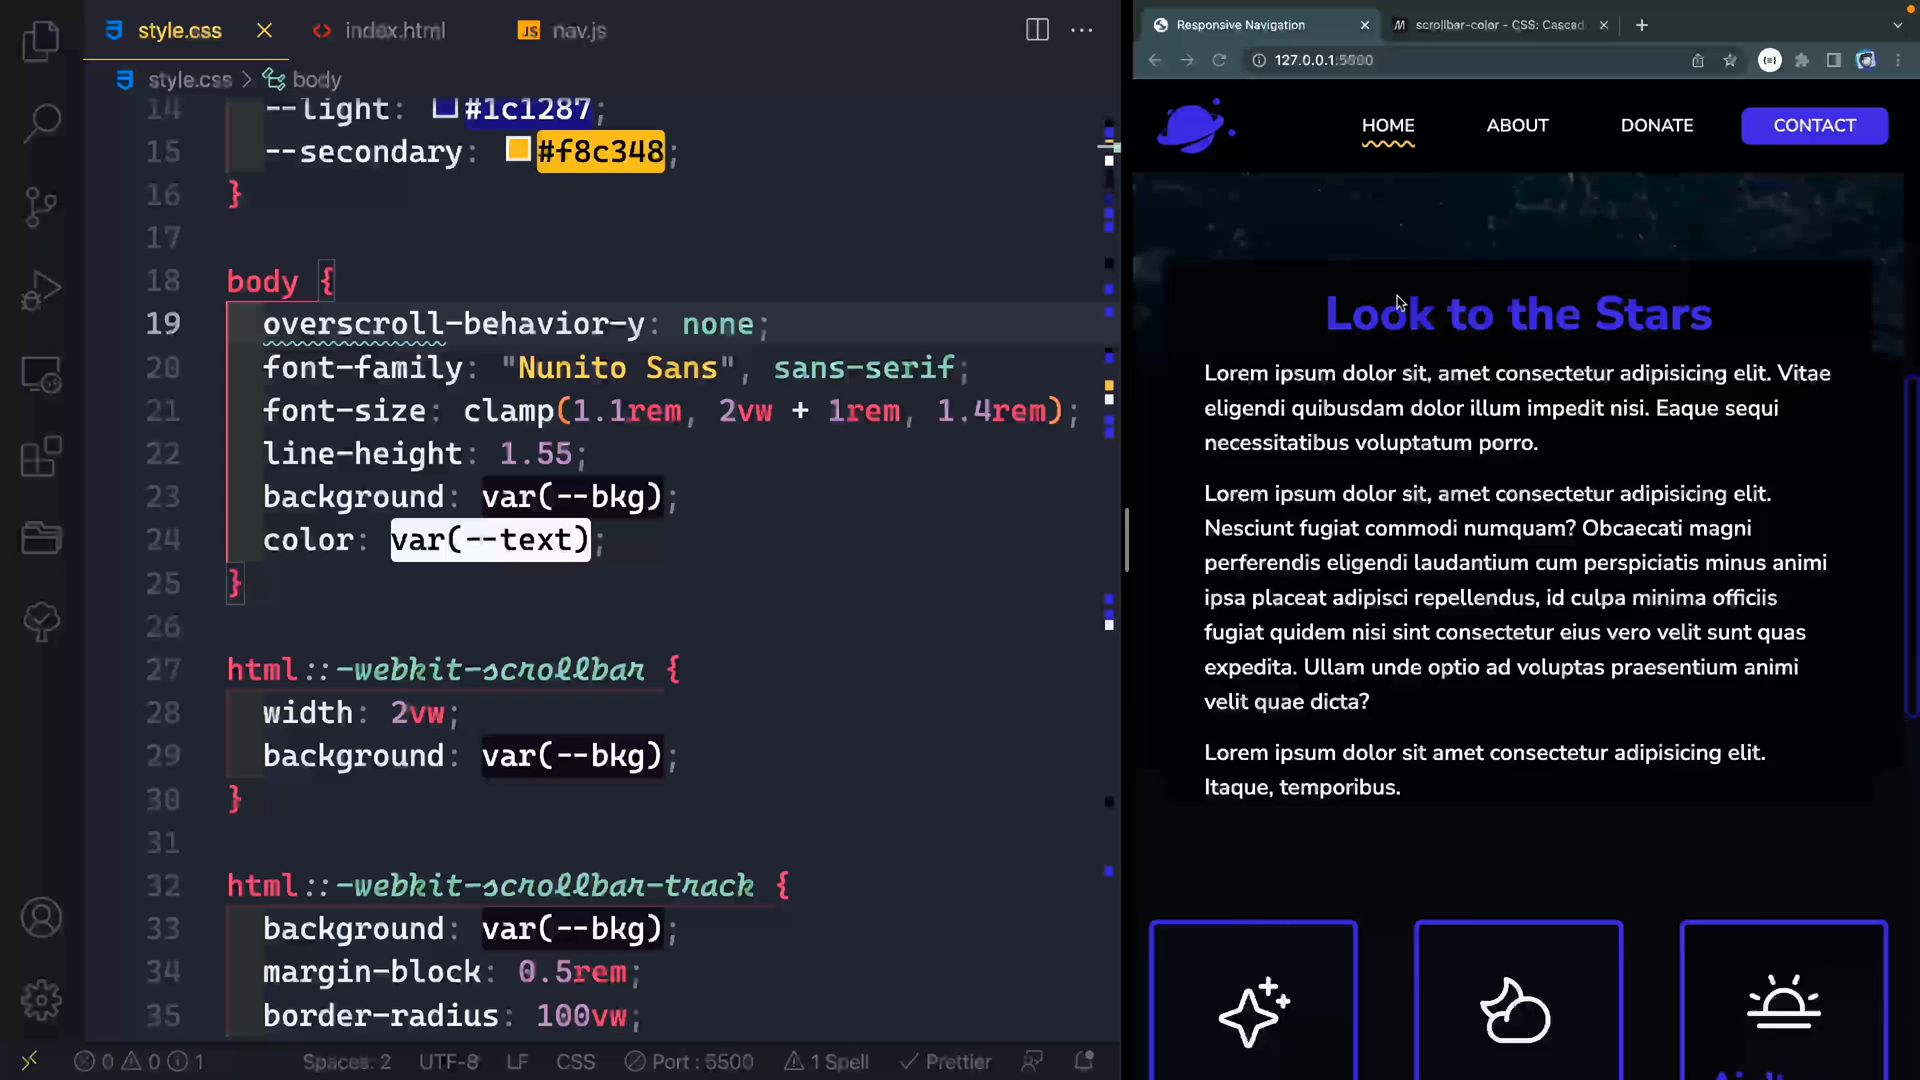 style.css
index.html
JS nav.js
style.css > body
14 --light: #1c1287;
15 --secondary: #f8c348;
16 }
17
18 body {
19 overscroll-behavior-y: none;
20 font-family: "Nunito Sans", sans-serif;
21 font-size: clamp(1.1rem, 2vw + 1rem, 1.4rem);
22 line-height: 1.55;
23 background: var(--bkg);
24 color: var(--text);
25 }
26
27 html::-webkit-scrollbar {
28 width: 2vw;
29 background: var(--bkg);
30 }
31
32 html::-webkit-scrollbar-track {
33 background: var(--bkg);
34 margin-block: 0.5rem;
35 border-radius: 100vw;
0 0 1 Spaces: 2 UTF-8 LF CSS Port : 5500 1 Spell Prettier
Responsive Navigation
scrollbar-color - CSS: Cascad
127.0.0.1:5500
HOME ABOUT DONATE CONTACT
Look to the Stars
Lorem ipsum dolor sit, amet consectetur adipisicing elit. Vitae
eligendi quibusdam dolor illum impedit nisi. Eaque sequi
necessitatibus voluptatum porro.
Lorem ipsum dolor sit, amet consectetur adipisicing elit.
Nesciunt fugiat commodi numquam? Obcaecati magni
perferendis eligendi laudantium cum perspiciatis minus animi
ipsa placeat adipisci repellendus, id culpa minima officiis
fugiat quidem nisi sint consectetur eius vero velit sunt quas
expedita. Ullam unde optio ad voluptas praesentium animi
velit quae dicta?
Lorem ipsum dolor sit amet consectetur adipisicing elit.
Itaque, temporibus.